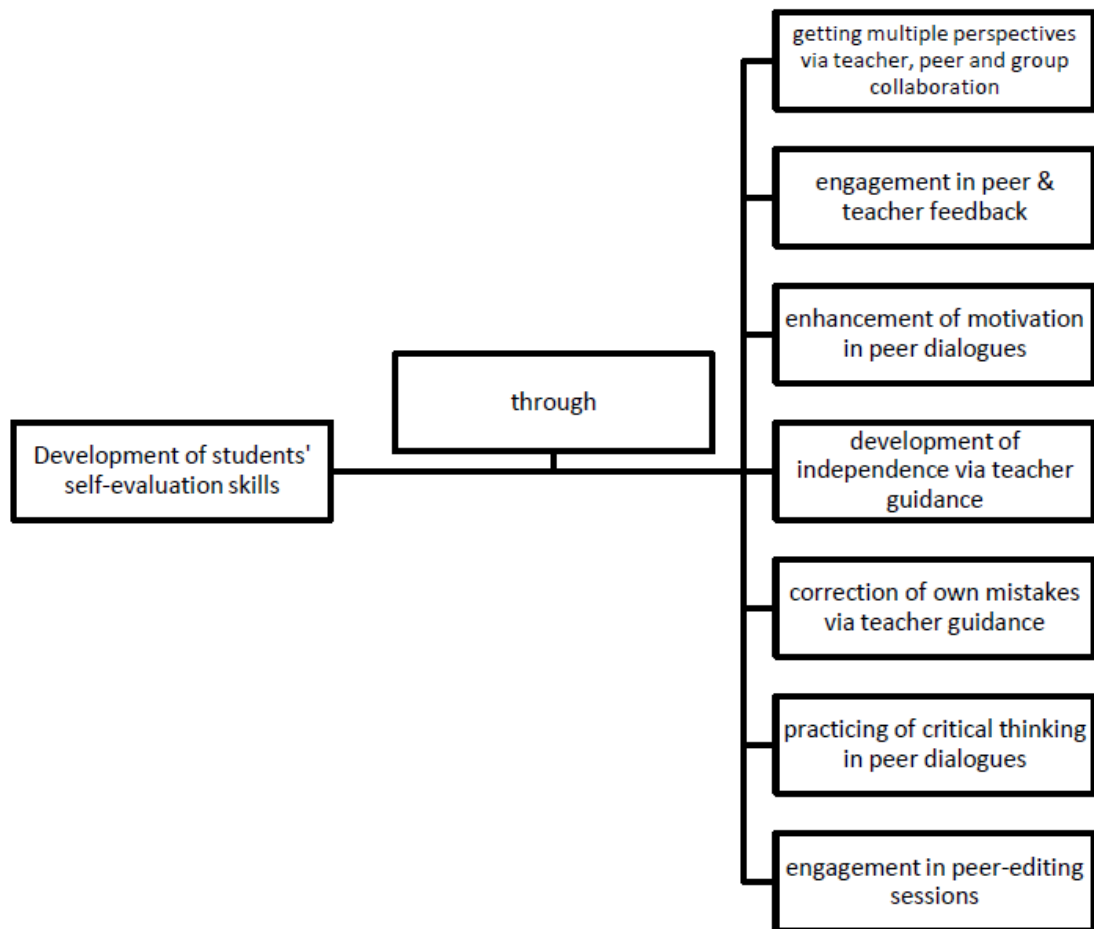 Development of students'
self-evaluation skills
through
getting multiple perspectives
via teacher, peer and group
collaboration
engagement in peer &
teacher feedback
enhancement of motivation
in peer dialogues
development of
independence via teacher
guidance
correction of own mistakes
via teacher guidance
practicing of critical thinking
in peer dialogues
engagement in peer-editing
sessions